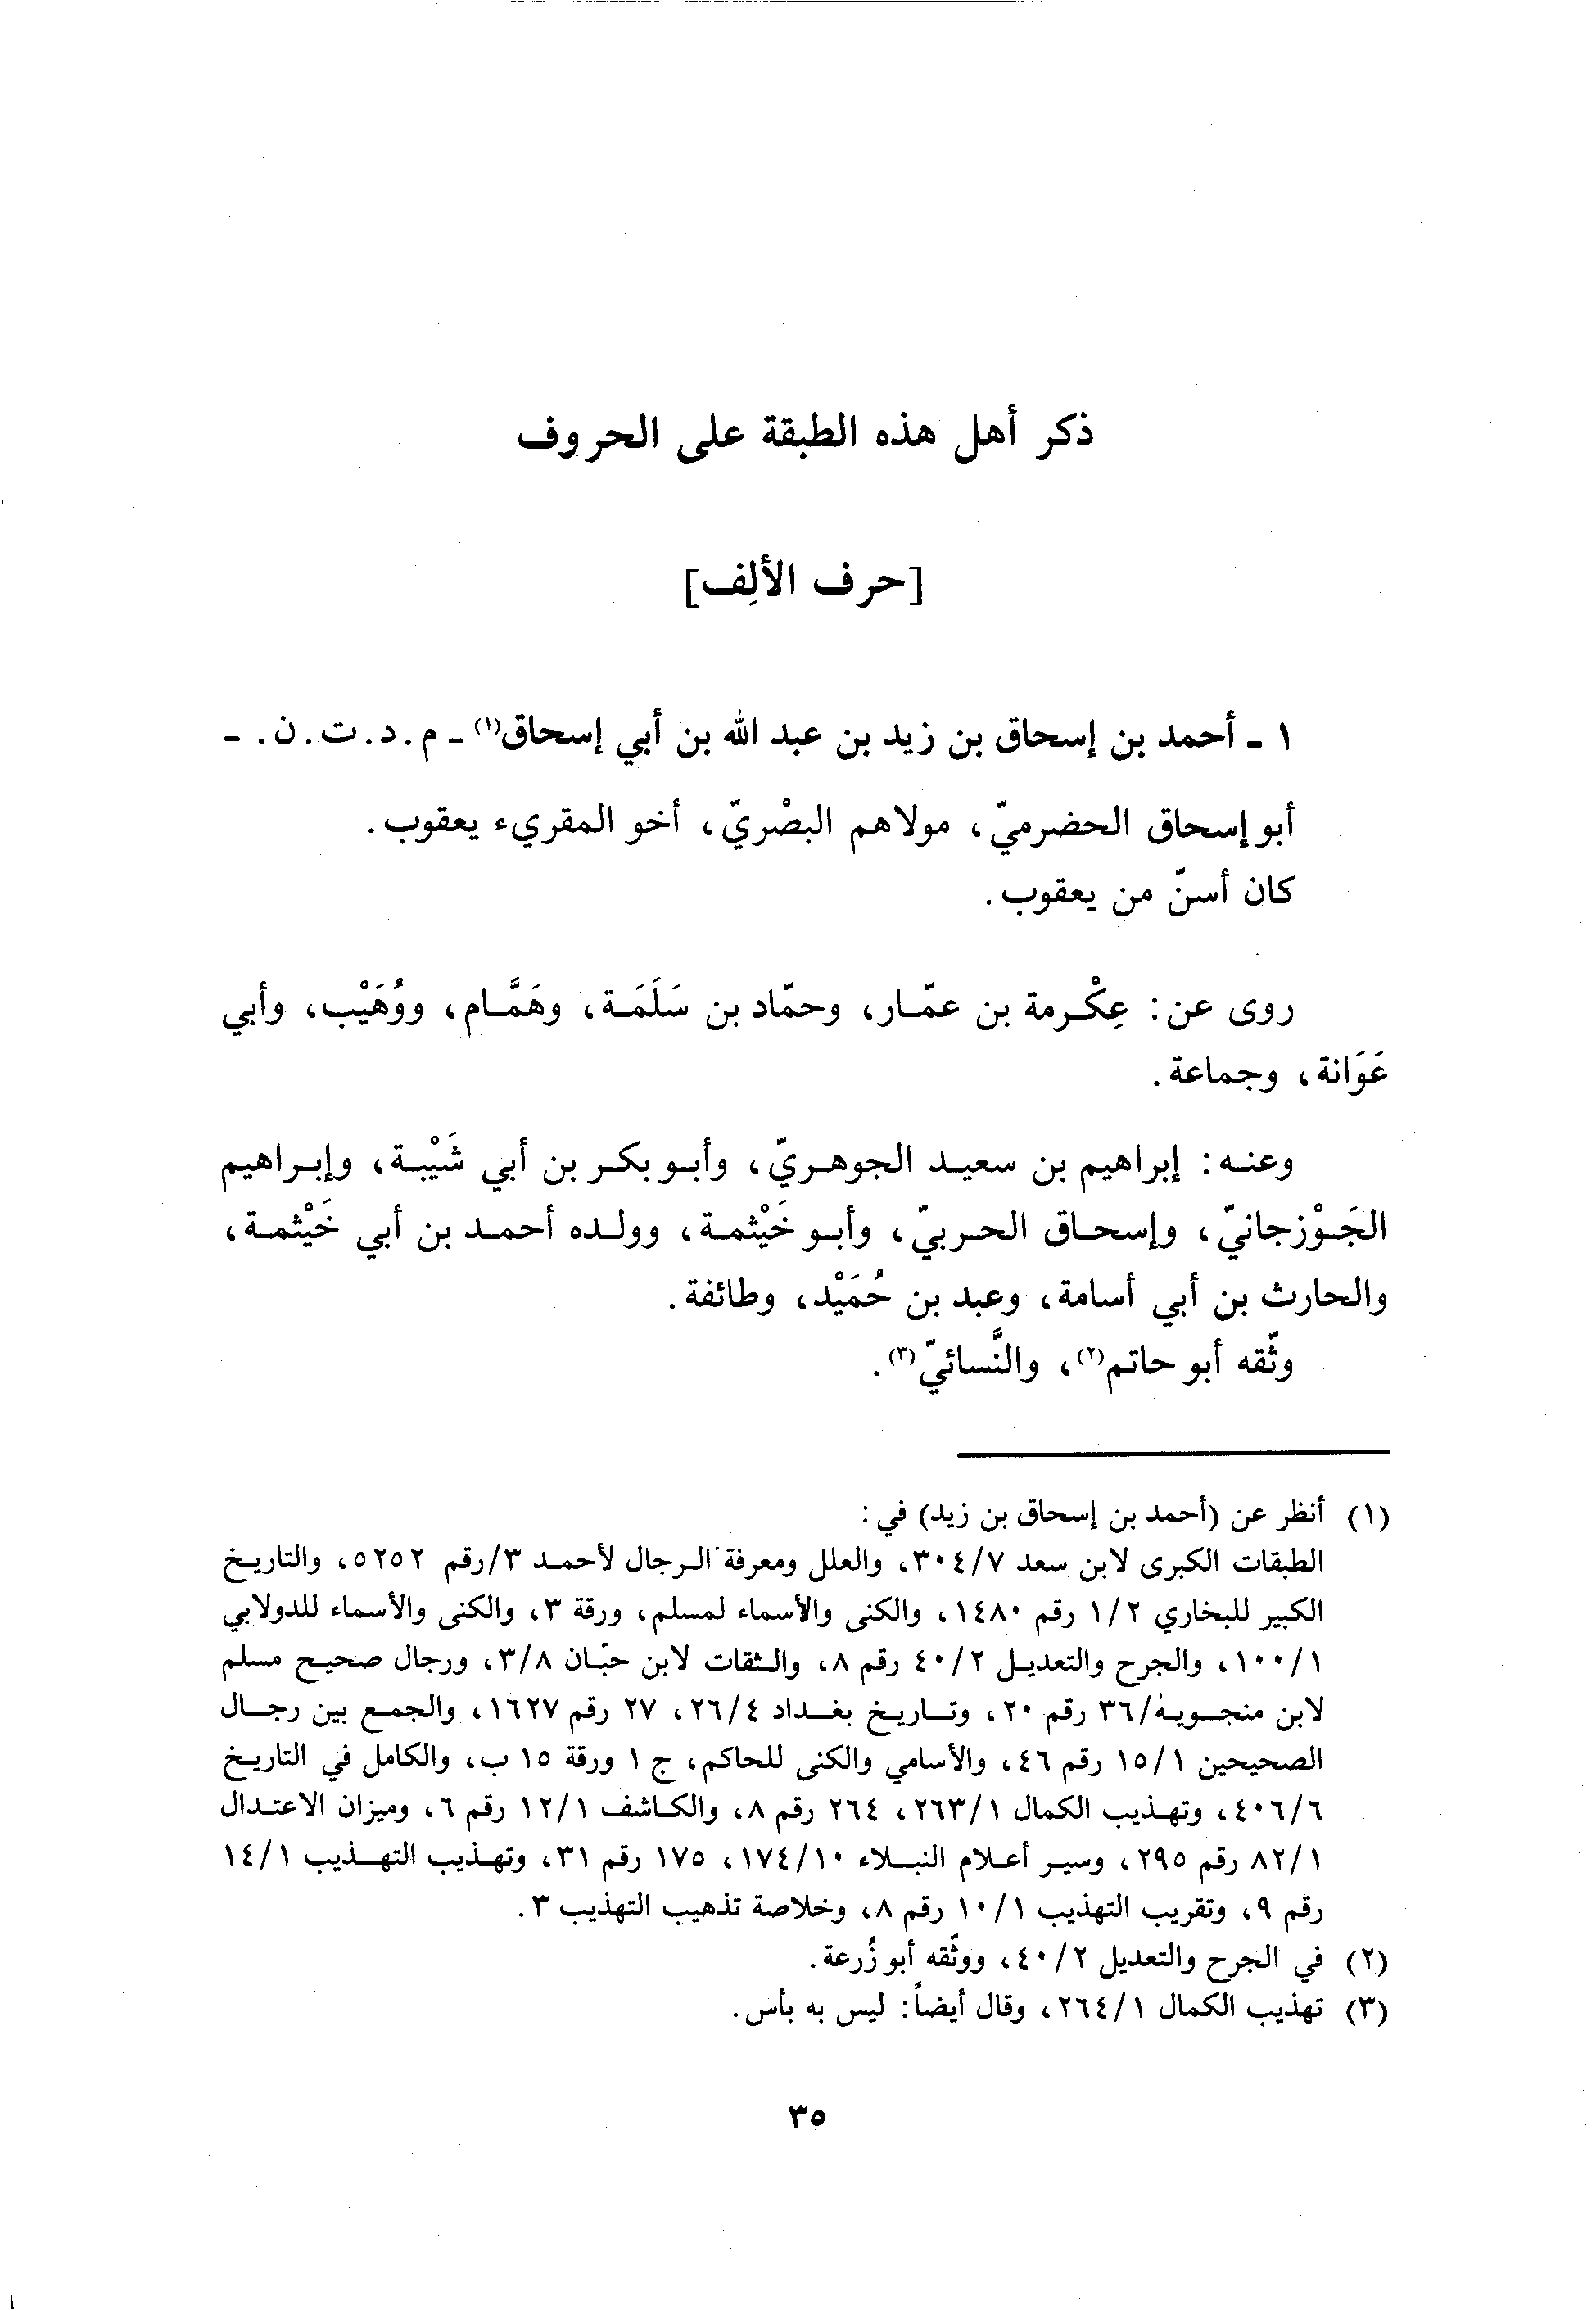 ذكر أهل هذه الطبقة على الحروف
[حرف الألِف]
١ ـ أحمد بن إسحاق بن زيد بن عبد الله بن أبي إسحاق(١) ـ م. د. ت. ن. ـ
أبو إسحاق الحضرميّ، مولاهم البصْريّ، أخو المقريء يعقوب.
كان أسنّ من يعقوب.
روى عن: عِكْرمة بن عمّار، وحمّاد بن سَلَمَة، وهَمَّام، ووُهَيْب، وأبي
عَوَانة، وجماعة.
وعنه: إبراهيم بن سعيد الجوهريّ، وأبو بكر بن أبي شَيْبة، وإبراهيم
الجَوْزجانيّ، وإسحاق الحربيّ، وأبو خَيْثمة، وولده أحمد بن أبي خَيْثمة،
والحارث بن أبي أسامة، وعبد بن حُمَيْد، وطائفة.
وثّقه أبو حاتم(٢)، والنَّسائيّ(٣).
(١) أنظر عن (أحمد بن إسحاق بن زيد) في:
الطبقات الكبرى لابن سعد ٣٠٤/٧، والعلل ومعرفة الرجال لأحمد ٣/رقم ٥٢٥٢، والتاريخ
الكبير للبخاري ١/٢ رقم ١٤٨٠، والكنى والأسماء لمسلم، ورقة ٣، والكنى والأسماء للدولابي
١٠٠/١، والجرح والتعديل ٤٠/٢ رقم ٨، والثقات لابن حبّان ٣/٨، ورجال صحيح مسلم
لابن منجويه/٣٦ رقم ٢٠، وتاريخ بغداد ٢٦/٤، ٢٧ رقم ١٦٢٧، والجمع بين رجال
الصحيحين ١٥/١ رقم ٤٦، والأسامي والكنى للحاكم، ج ١ ورقة ١٥ ب، والكامل في التاريخ
٤٠٦/٦، وتهذيب الكمال ٢٦٣/١، ٢٦٤ رقم ٨، والكاشف ١٢/١ رقم ٦، وميزان الاعتدال
٨٢/١ رقم ٢٩٥، وسير أعلام النبلاء ١٧٤/١٠، ١٧٥ رقم ٣١، وتهذيب التهذيب ١٤/١
رقم ٩، وتقريب التهذيب ١٠/١ رقم ٨، وخلاصة تذهيب التهذيب ٣.
(٢) في الجرح والتعديل ٤٠/٢، ووثّقه أبو زُرعة.
(٣) تهذيب الكمال ٢٦٤/١، وقال أيضاً: ليس به بأس.
٣٥